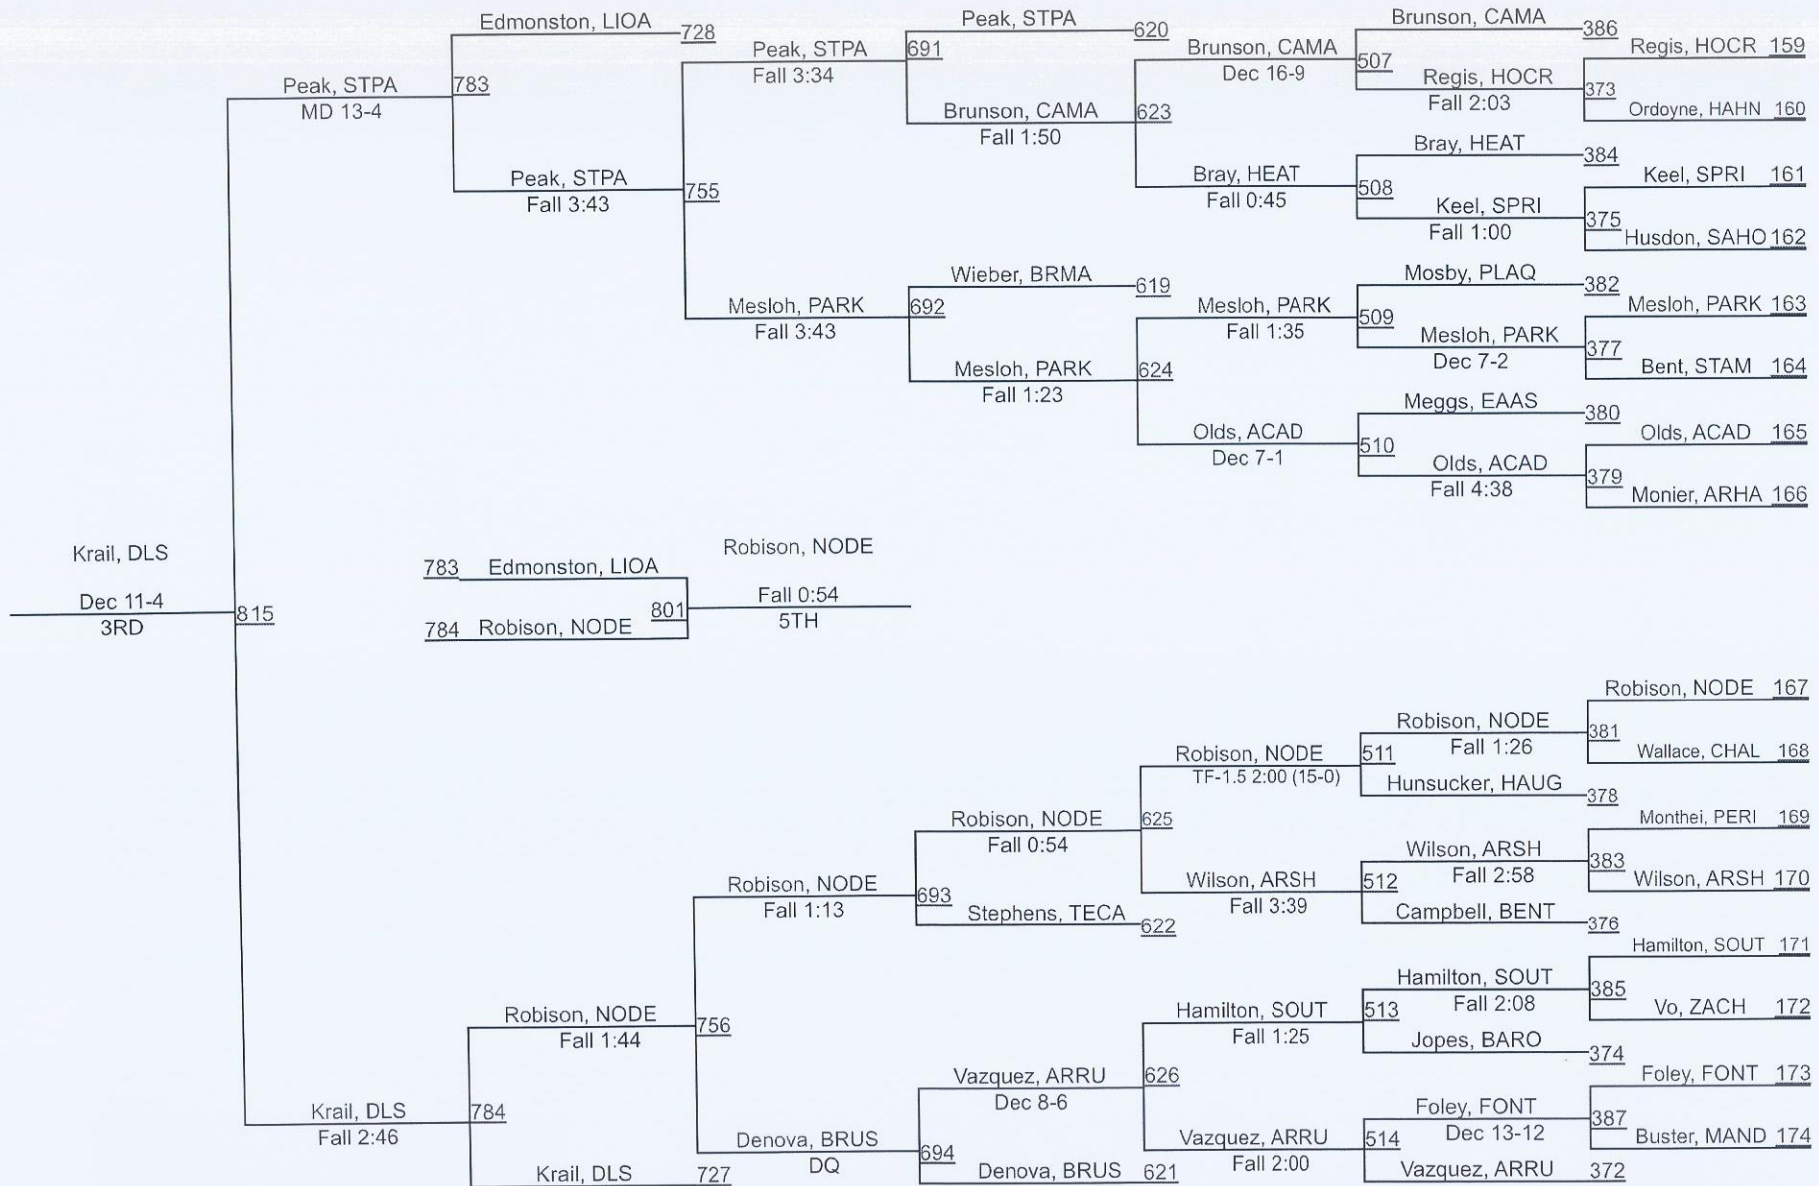 Edmonston, LIOA
728
Peak, STPA
MD 13-4
783
Peak, STPA
Fall 3:43
755
Peak, STPA
Fall 3:34
691
Peak, STPA
620
Brunson, CAMA
Fall 1:50
623
Brunson, CAMA
Dec 16-9
507
Brunson, CAMA
386
Regis, HOCR
Fall 2:03
373
Regis, HOCR 159
Ordoyne, HAHN 160
Bray, HEAT
Fall 0:45
508
Bray, HEAT
384
Keel, SPRI
Fall 1:00
375
Keel, SPRI 161
Husdon, SAHO 162
Mesloh, PARK
Fall 3:43
692
Wieber, BRMA
619
Mesloh, PARK
Fall 1:23
624
Mesloh, PARK
Fall 1:35
509
Mosby, PLAQ
382
Mesloh, PARK
Dec 7-2
377
Mesloh, PARK 163
Bent, STAM 164
Olds, ACAD
Dec 7-1
510
Meggs, EAAS
380
Olds, ACAD
Fall 4:38
379
Olds, ACAD 165
Monier, ARHA 166
Krail, DLS
Dec 11-4
3RD
815
783 Edmonston, LIOA
784 Robison, NODE
801
Robison, NODE
Fall 0:54
5TH
Robison, NODE 167
Wallace, CHAL 168
Robison, NODE
Fall 1:26
381
Robison, NODE
TF-1.5 2:00 (15-0)
511
Hunsucker, HAUG
378
Robison, NODE
Fall 0:54
625
Monthei, PERI 169
Wilson, ARSH 170
Wilson, ARSH
Fall 2:58
383
Wilson, ARSH
Fall 3:39
512
Campbell, BENT
376
Robison, NODE
Fall 1:13
693
Stephens, TECA
622
Hamilton, SOUT 171
Vo, ZACH 172
Hamilton, SOUT
Fall 2:08
385
Hamilton, SOUT
Fall 1:25
513
Jopes, BARO
374
Robison, NODE
Fall 1:44
756
Vazquez, ARRU
Dec 8-6
626
Foley, FONT 173
Buster, MAND 174
Foley, FONT
Dec 13-12
387
Vazquez, ARRU
Fall 2:00
514
Vazquez, ARRU
372
Krail, DLS
Fall 2:46
784
Denova, BRUS
DQ
694
Denova, BRUS
621
Krail, DLS
727